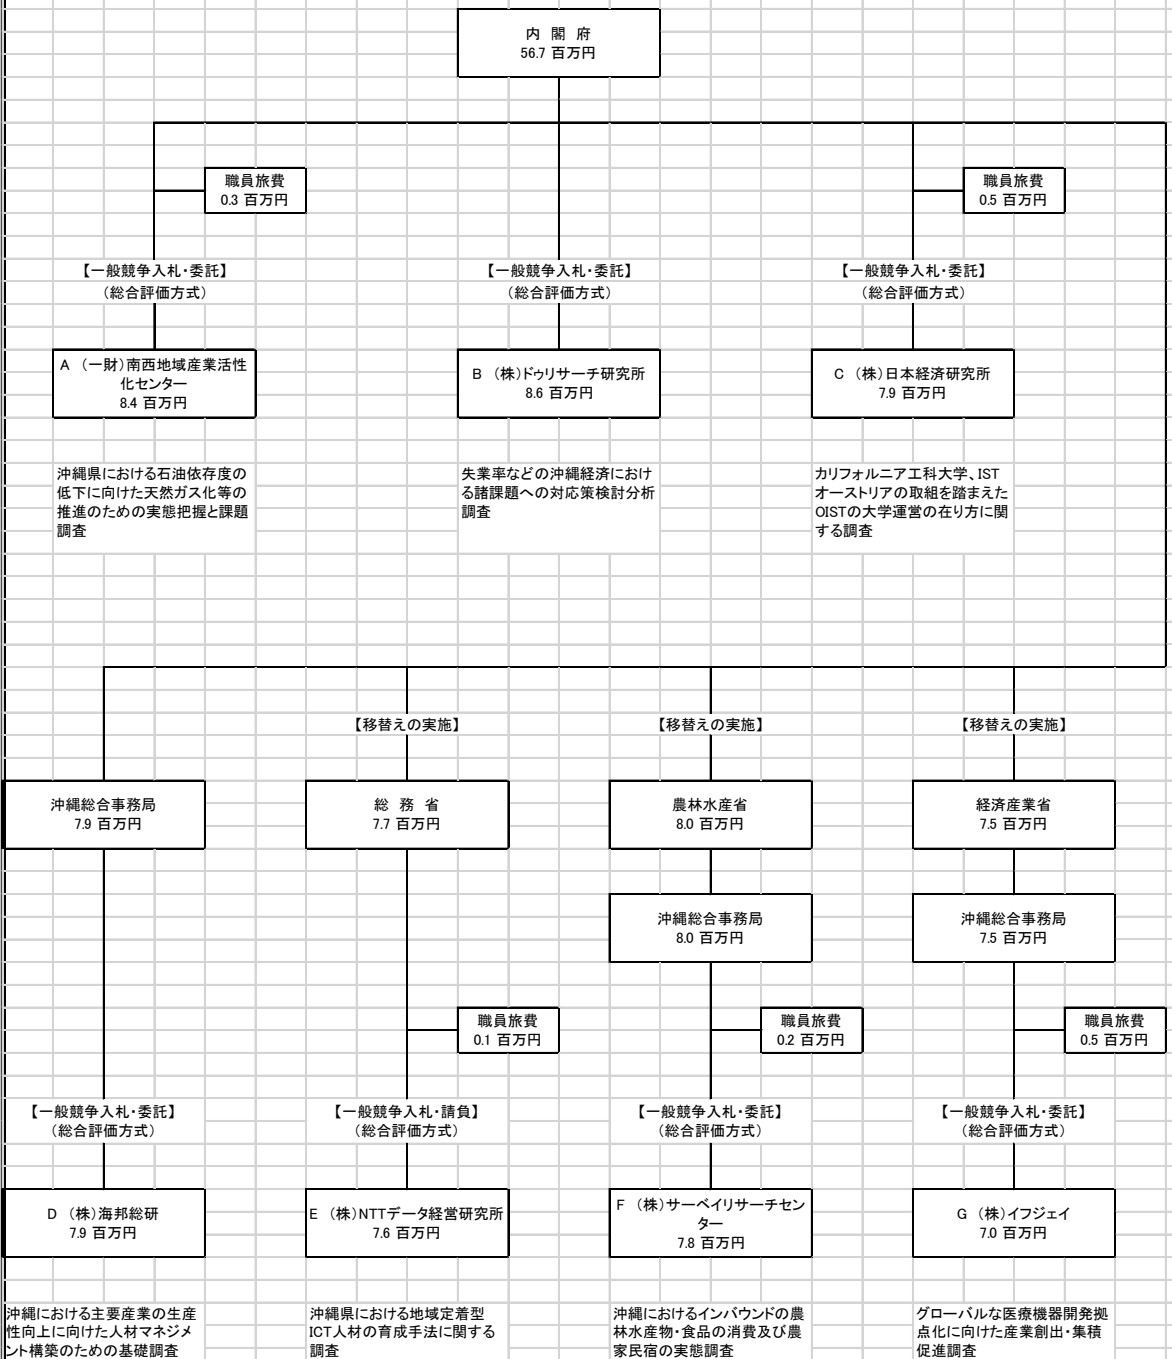 内 閣 府
56.7 百万円
職員旅費
0.3 百万円
職員旅費
0.5 百万円
【一般競争入札・委託】
（総合評価方式）
【一般競争入札・委託】
（総合評価方式）
【一般競争入札・委託】
（総合評価方式）
A （一財）南西地域産業活性
化センター
8.4 百万円
B （株）ドゥリサーチ研究所
8.6 百万円
C （株）日本経済研究所
7.9 百万円
沖縄県における石油依存度の
低下に向けた天然ガス化等の
推進のための実態把握と課題
調査
失業率などの沖縄経済におけ
る諸課題への対応策検討分析
調査
カリフォルニア工科大学、IST
オーストリアの取組を踏まえた
OISTの大学運営の在り方に関
する調査
【移替えの実施】
【移替えの実施】
【移替えの実施】
沖縄総合事務局
7.9 百万円
総 務 省
7.7 百万円
農林水産省
8.0 百万円
経済産業省
7.5 百万円
沖縄総合事務局
8.0 百万円
沖縄総合事務局
7.5 百万円
職員旅費
0.1 百万円
職員旅費
0.2 百万円
職員旅費
0.5 百万円
【一般競争入札・委託】
（総合評価方式）
【一般競争入札・請負】
（総合評価方式）
【一般競争入札・委託】
（総合評価方式）
【一般競争入札・委託】
（総合評価方式）
D （株）海邦総研
7.9 百万円
E （株）NTTデータ経営研究所
7.6 百万円
F （株）サーベイリサーチセン
ター
7.8 百万円
G （株）イフジェイ
7.0 百万円
沖縄における主要産業の生産
性向上に向けた人材マネジメ
ント構築のための基礎調査
沖縄県における地域定着型
ICT人材の育成手法に関する
調査
沖縄におけるインバウンドの農
林水産物・食品の消費及び農
家民宿の実態調査
グローバルな医療機器開発拠
点化に向けた産業創出・集積
促進調査